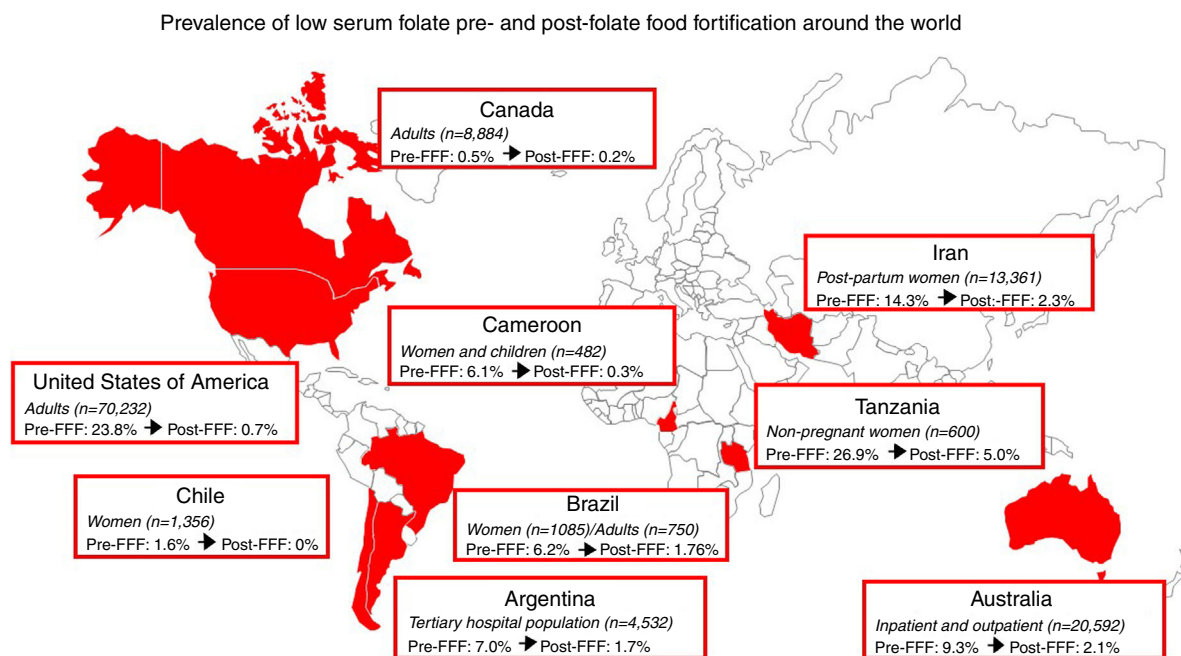 Prevalence of low serum folate pre- and post-folate food fortification around the world
Canada
Adults (n=8,884)
Pre-FFF: 0.5% → Post-FFF: 0.2%
Iran
Post-partum women (n=13,361)
Pre-FFF: 14.3% → Post:-FFF: 2.3%
Cameroon
Women and children (n=482)
Pre-FFF: 6.1% → Post-FFF: 0.3%
United States of America
Adults (n=70,232)
Pre-FFF: 23.8% → Post-FFF: 0.7%
Tanzania
Non-pregnant women (n=600)
Pre-FFF: 26.9% → Post-FFF: 5.0%
Chile
Women (n=1,356)
Pre-FFF: 1.6% → Post-FFF: 0%
Brazil
Women (n=1085)/Adults (n=750)
Pre-FFF: 6.2% → Post-FFF: 1.76%
Argentina
Tertiary hospital population (n=4,532)
Pre-FFF: 7.0% → Post-FFF: 1.7%
Australia
Inpatient and outpatient (n=20,592)
Pre-FFF: 9.3% → Post-FFF: 2.1%